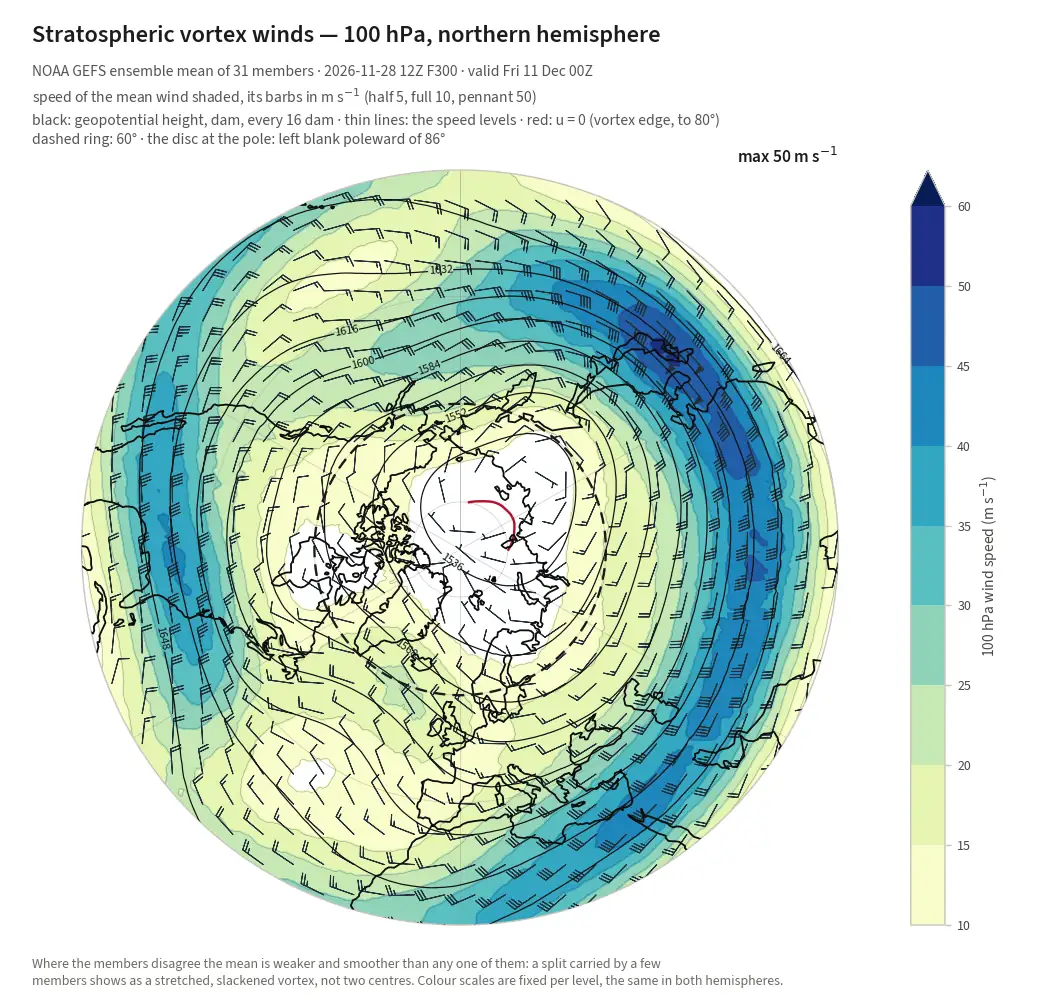 Stratospheric vortex winds — 100 hPa, northern hemisphere
NOAA GEFS ensemble mean of 31 members · 2026-11-28 12Z F300 · valid Fri 11 Dec 00Z
speed of the mean wind shaded, its barbs in m s⁻¹ (half 5, full 10, pennant 50)
black: geopotential height, dam, every 16 dam · thin lines: the speed levels · red: u = 0 (vortex edge, to 80°)
dashed ring: 60° · the disc at the pole: left blank poleward of 86°
max 50 m s⁻¹
60
50
45
40
35
30
25
20
15
10
100 hPa wind speed (m s⁻¹)
1632
1616
1600
1584
1664
1552
1536
1648
1568
0
Where the members disagree the mean is weaker and smoother than any one of them: a split carried by a few
members shows as a stretched, slackened vortex, not two centres. Colour scales are fixed per level, the same in both hemispheres.